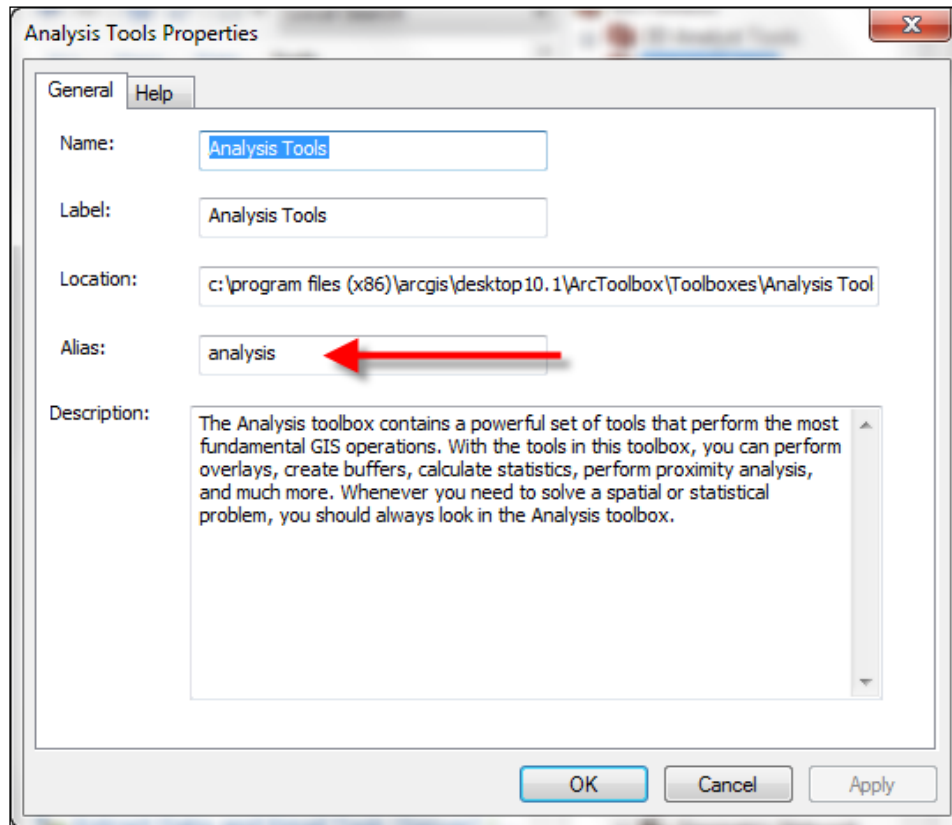 Analysis Tools Properties
General Help
Name: Analysis Tools
Label: Analysis Tools
Location: c:\program files (x86)\arcgis\desktop10.1\ArcToolbox\Toolboxes\Analysis Tool
Alias: analysis
Description: The Analysis toolbox contains a powerful set of tools that perform the most
fundamental GIS operations. With the tools in this toolbox, you can perform
overlays, create buffers, calculate statistics, perform proximity analysis,
and much more. Whenever you need to solve a spatial or statistical
problem, you should always look in the Analysis toolbox.
OK Cancel Apply